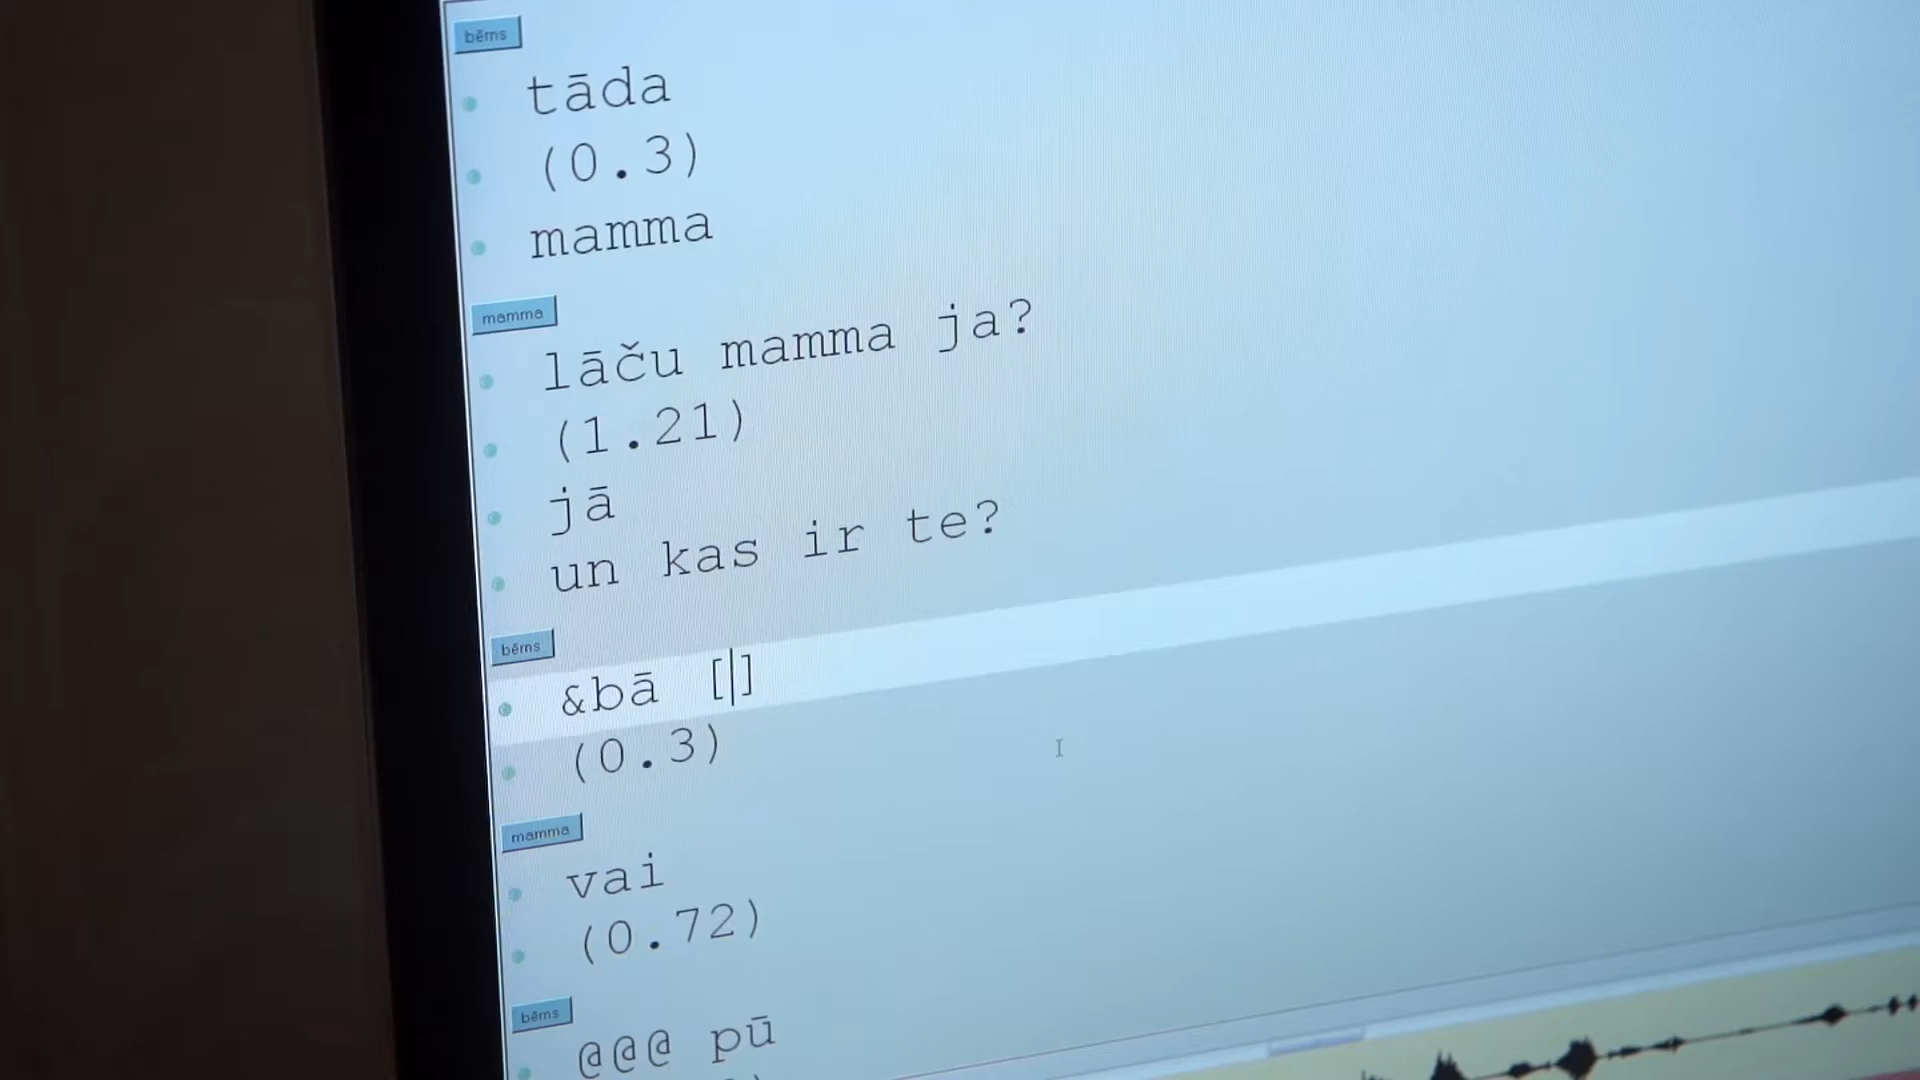 bērns
tāda
(0.3)
mamma
mamma
lāču mamma ja?
(1.21)
jā
un kas ir te?
bērns
&bā []
(0.3)
mamma
vai
(0.72)
bērns
@@@ pū